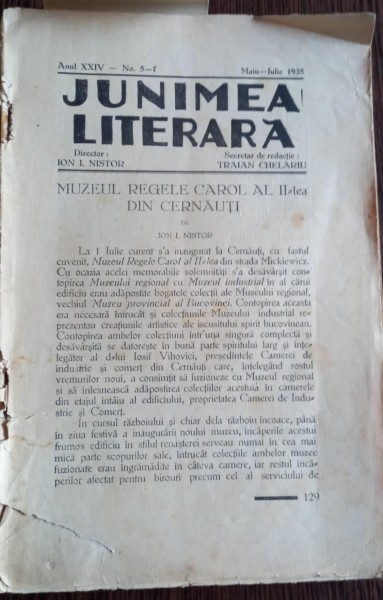 Anul XXIV — No. 5—7 Maiu—Iulie 1935
JUNIMEA
LITERARĂ
Director: Secretar de redacție:
ION I. NISTOR TRAIAN CHELARIU
MUZEUL REGELE CAROL AL II-lea
DIN CERNĂUȚI
DE
ION I. NISTOR
La 1 Iulie curent s'a inaugurat la Cernăuți, cu fastul
cuvenit, Muzeul Regele Carol al II-lea din strada Mickiewicz.
Cu ocazia acelei memorabile solemnități s'a desăvârșit con-
topirea Muzeului regional cu Muzeul industrial în al cărui
edificiu erau adăpostite bogatele colecții ale Muzeului regional,
vechiul Muzeu provincial al Bucovinei. Contopirea aceasta
era necesară întrucât și colecțiunile Muzeului industrial re-
prezentau creațiunile artistice ale iscusitului spirit bucovinean.
Contopirea ambelor colecțiuni într'una singură complectă și
desăvârșită se datorește în bună parte spiritului larg și înțe-
legător al d-lui Iosif Vihovici, președintele Camerei de
industrie și comerț din Cernăuți care, înțelegând rostul
vremurilor noui, a consimțit să fuzioneze cu Muzeul regional
și să înlesnească adăpostirea colecțiilor acestuia în camerele
din etajul întâiu al edificiului, proprietatea Camerei de Indu-
strie și Comerț.
In cursul războiului și chiar dela războiu încoace, până
în ziua festivă a inaugurării noului muzeu, încăperile acestui
frumos edificiu în stilul renașterei serveau numai în cea mai
mică parte scopurilor sale, întrucât colecțiile ambelor muzee
fuzionate erau îngrămădite în câteva camere, iar restul încă-
perilor afectat pentru birouri precum cel al serviciului de
129